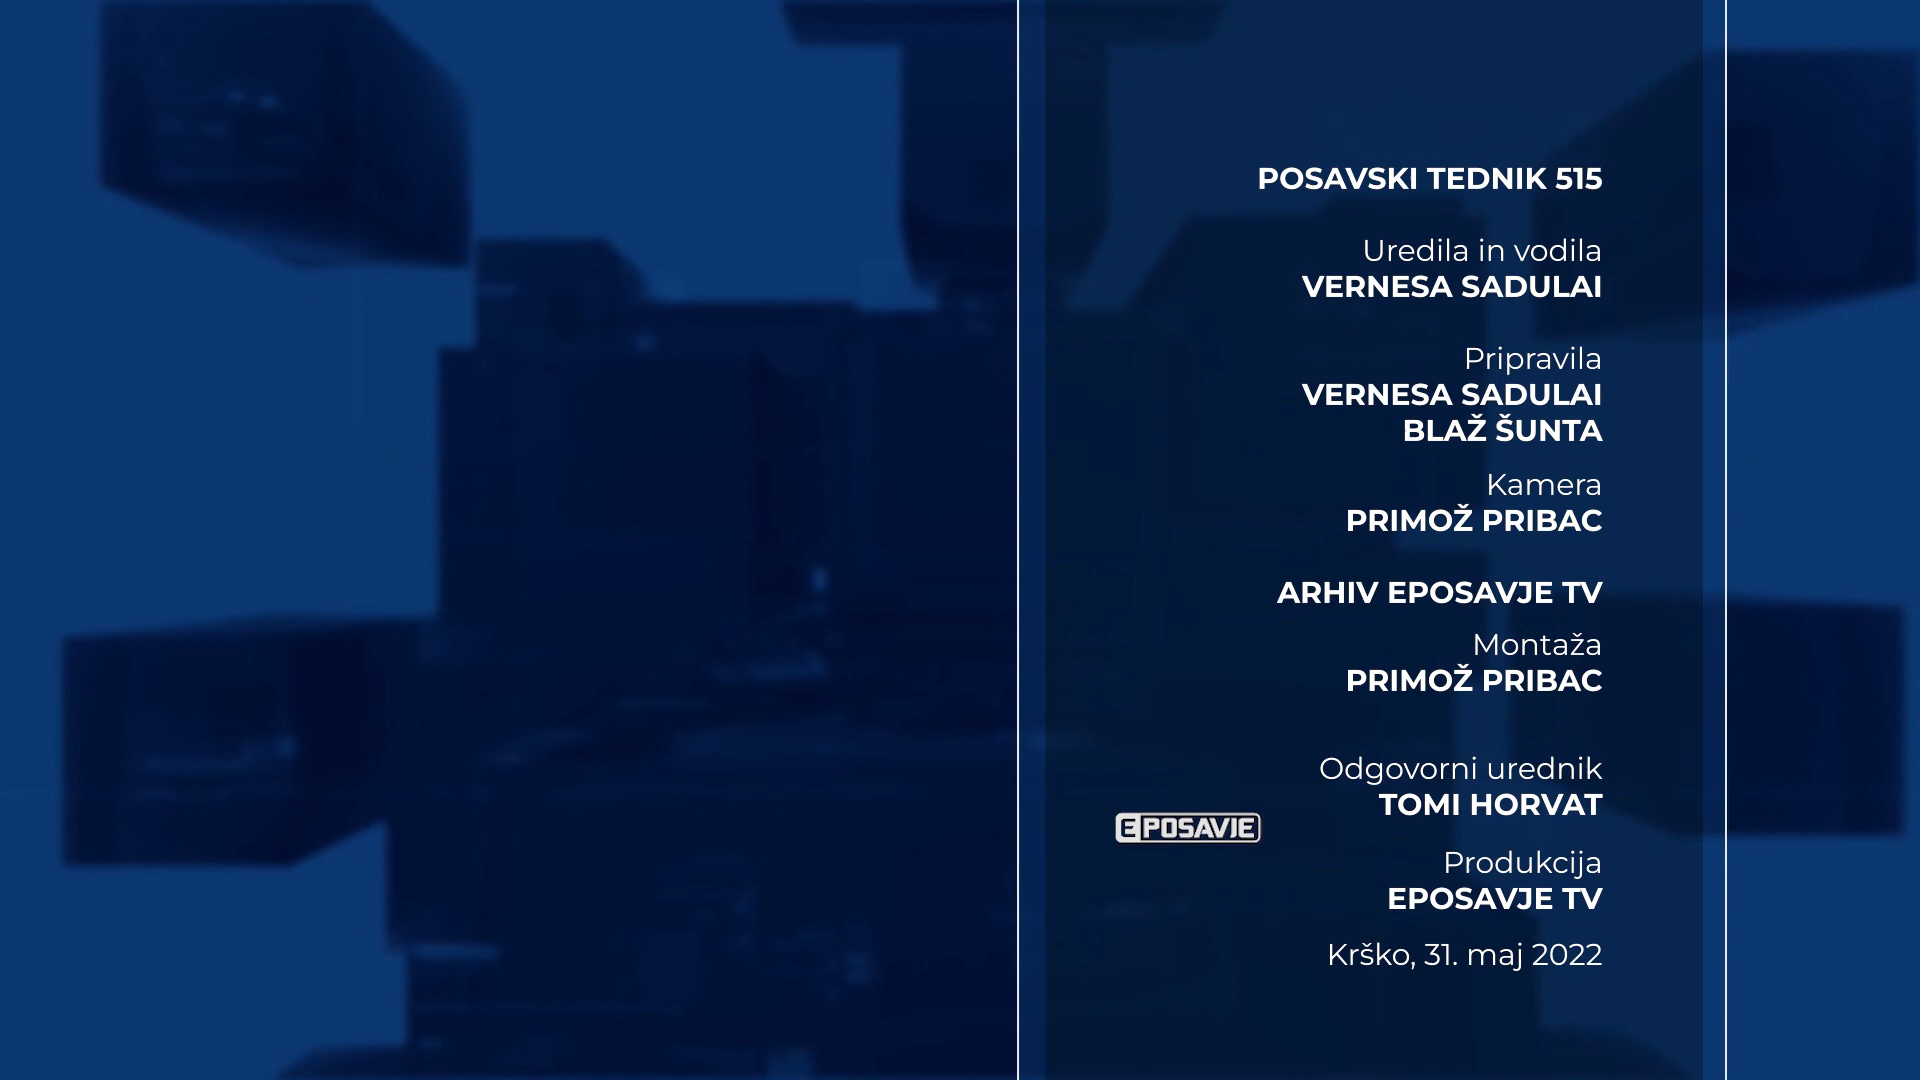 POSAVSKI TEDNIK 515
Uredila in vodila
VERNESA SADULAI
Pripravila
VERNESA SADULAI
BLAŽ ŠUNTA
Kamera
PRIMOŽ PRIBAC
ARHIV EPOSAVJE TV
Montaža
PRIMOŽ PRIBAC
Odgovorni urednik
TOMI HORVAT
EPOSAVJE
Produkcija
EPOSAVJE TV
Krško, 31. maj 2022